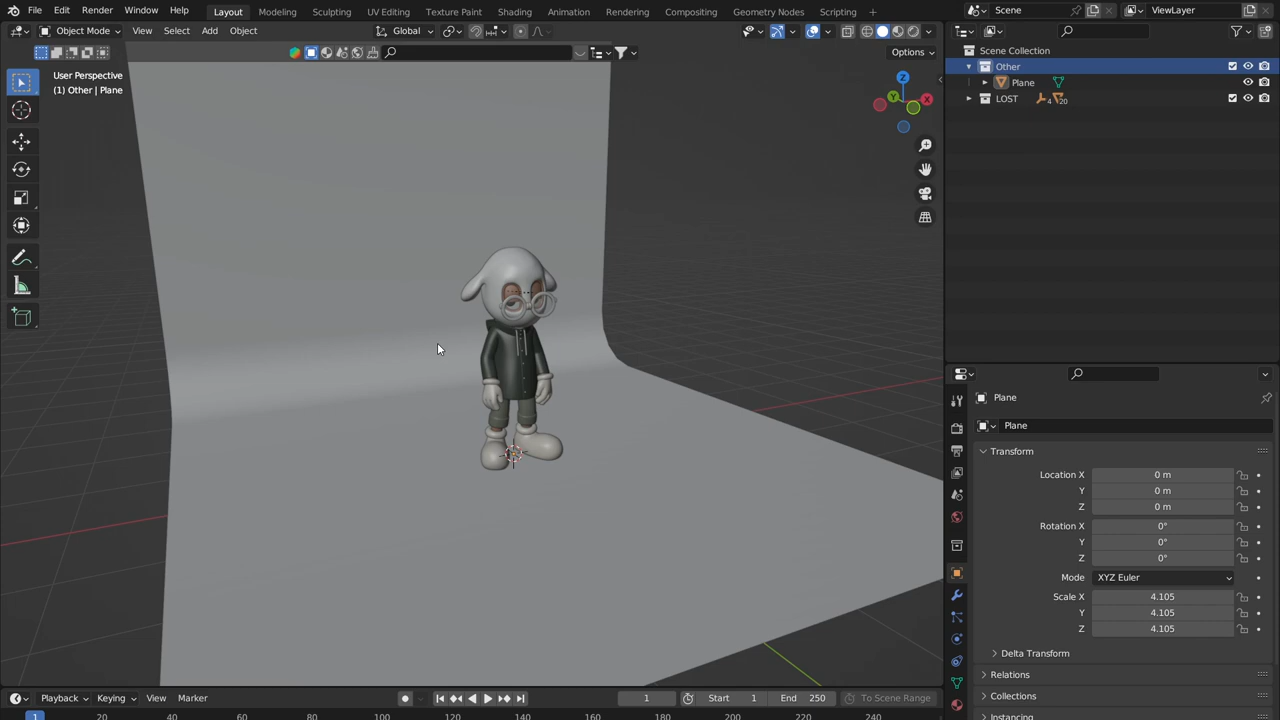 File Edit Render Window Help Layout Modeling Sculpting UV Editing Texture Paint Shading Animation Rendering Compositing Geometry Nodes Scripting + Scene ViewLayer
Object Mode View Select Add Object Global
Options
User Perspective
(1) Other | Plane
Z
Y
X
Scene Collection
Other
Plane
LOST 4 20
Plane
Plane
Transform
Location X 0 m
Y 0 m
Z 0 m
Rotation X 0°
Y 0°
Z 0°
Mode XYZ Euler
Scale X 4.105
Y 4.105
Z 4.105
Delta Transform
Relations
Collections
Instancing
Playback Keying View Marker 1 Start 1 End 250 To Scene Range
1 20 40 60 80 100 120 140 160 180 200 220 240